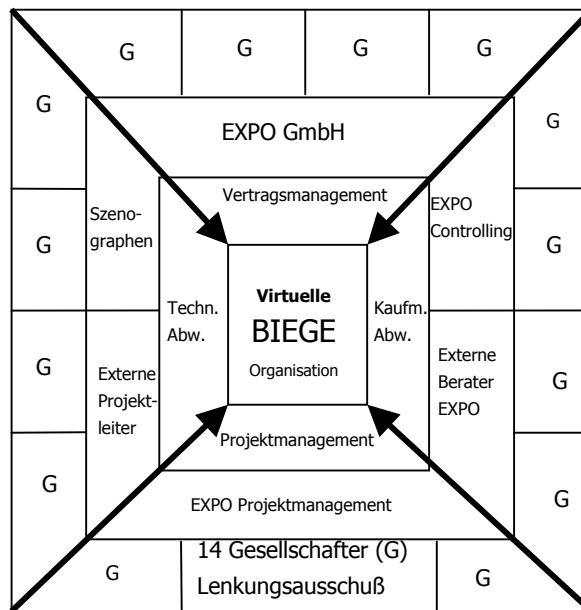 G
G
G
G
G
G
EXPO GmbH
Vertragsmanagement
Szeno-
graphen
EXPO
Controlling
G
G
Virtuelle
BIEGE
Organisation
Techn.
Abw.
Kaufm.
Abw.
G
G
Externe
Projekt-
leiter
Externe
Berater
EXPO
Projektmanagement
G
G
EXPO Projektmanagement
14 Gesellschafter (G)
Lenkungsausschuß
G
G